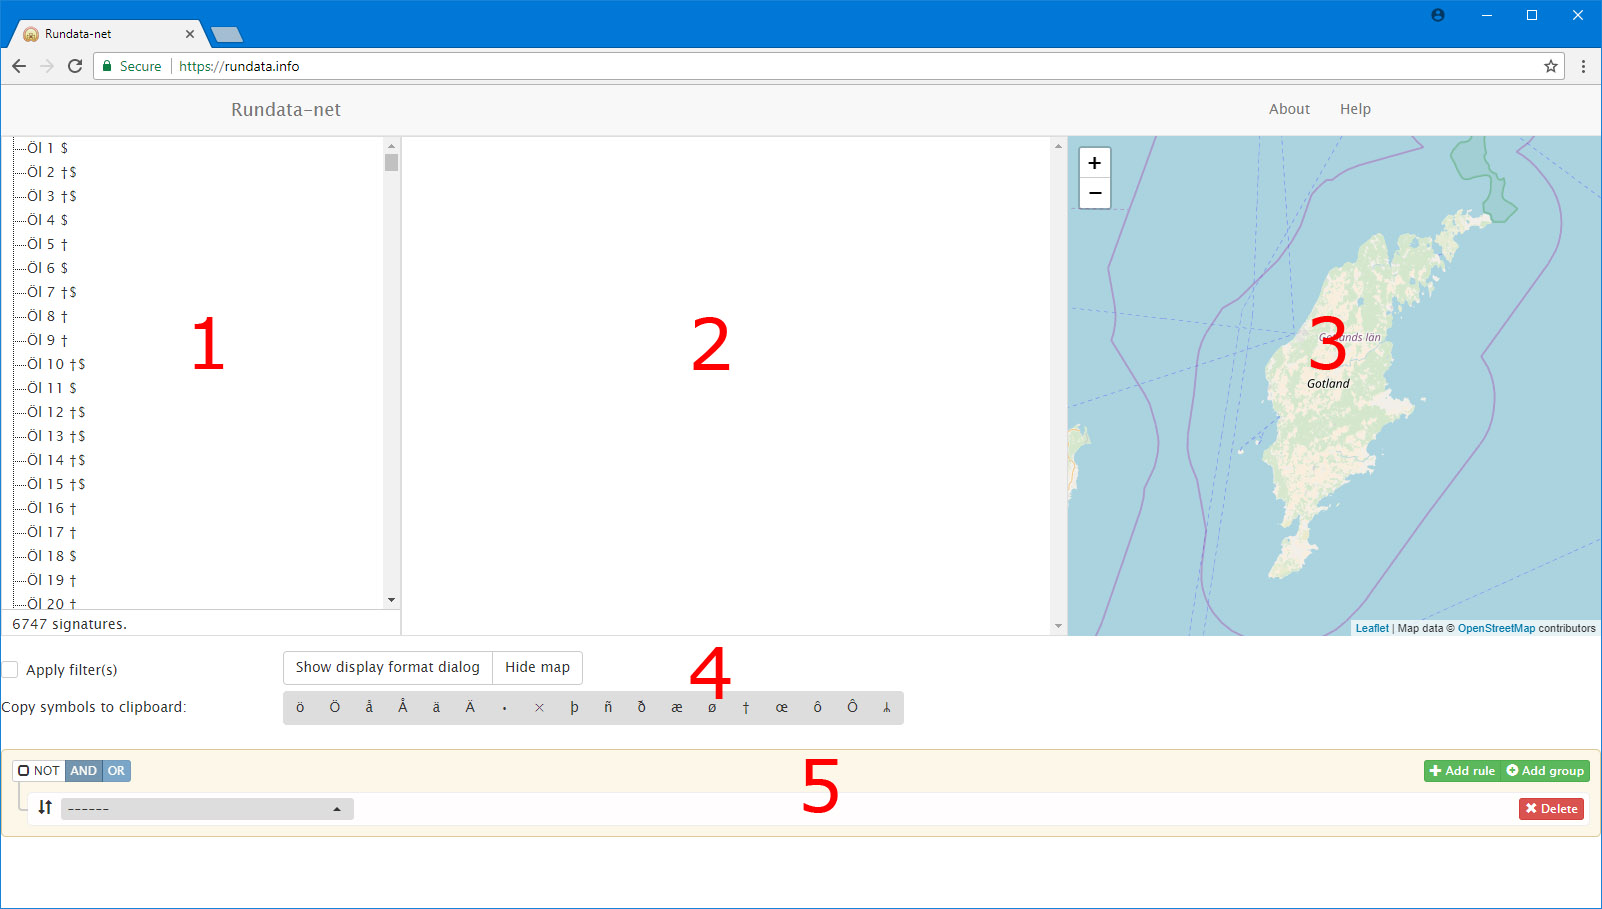 Rundata-net
Secure https://rundata.info
Rundata-net
About Help
Öl 1 $
Öl 2 †$
Öl 3 †$
Öl 4 $
Öl 5 †
Öl 6 $
Öl 7 †$
Öl 8 †
Öl 9 †
Öl 10 †$
Öl 11 $
Öl 12 †$
Öl 13 †$
Öl 14 †$
Öl 15 †$
Öl 16 †
Öl 17 †
Öl 18 $
Öl 19 †
Öl 20 †
6747 signatures.
1
2
+
−
3
Gotlands län
Gotland
Leaflet | Map data © OpenStreetMap contributors
Apply filter(s) Show display format dialog Hide map
4
Copy symbols to clipboard: ö Ö å Å ä Ä · × þ ñ ð æ ø † œ ô Ô ᛦ
5
NOT AND OR Add rule Add group
------ Delete